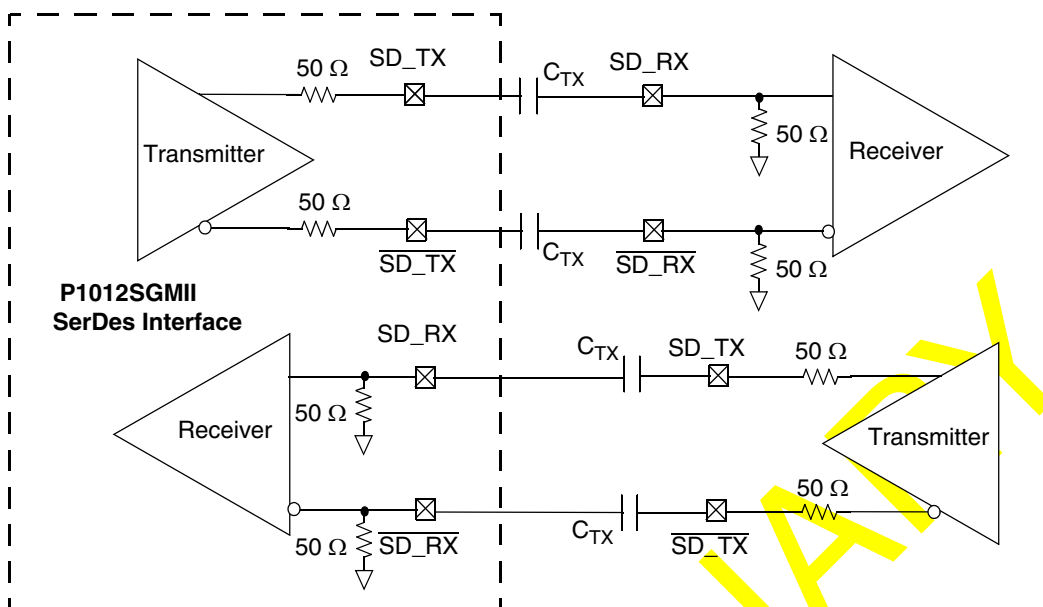 50 Ω
SD_TX
C_TX
SD_RX
Transmitter
50 Ω
Receiver
50 Ω
SD_TX
C_TX
SD_RX
50 Ω
P1012SGMII
SerDes Interface
SD_RX
C_TX
SD_TX
50 Ω
50 Ω
Receiver
Transmitter
50 Ω
50 Ω
SD_RX
C_TX
SD_TX